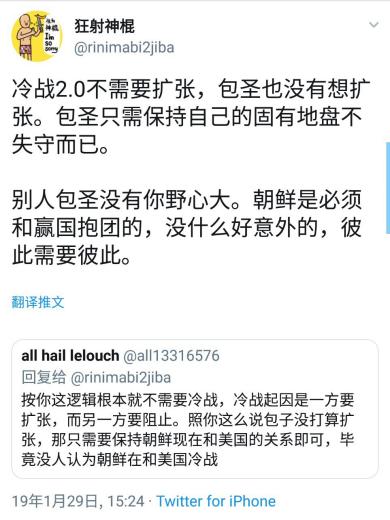 狂射神棍
@rinimabi2jiba
冷战2.0不需要扩张，包圣也没有想扩
张。包圣只需保持自己的固有地盘不
失守而已。
别人包圣没有你野心大。朝鲜是必须
和赢国抱团的，没什么好意外的，彼
此需要彼此。
翻译推文
all hail lelouch @all13316576
回复给 @rinimabi2jiba
按你这逻辑根本就不需要冷战，冷战起因是一方要
扩张，而另一方要阻止。照你这么说包子没打算扩
张，那只需要保持朝鲜现在和美国的关系即可，毕
竟没人认为朝鲜在和美国冷战
19年1月29日, 15:24 · Twitter for iPhone